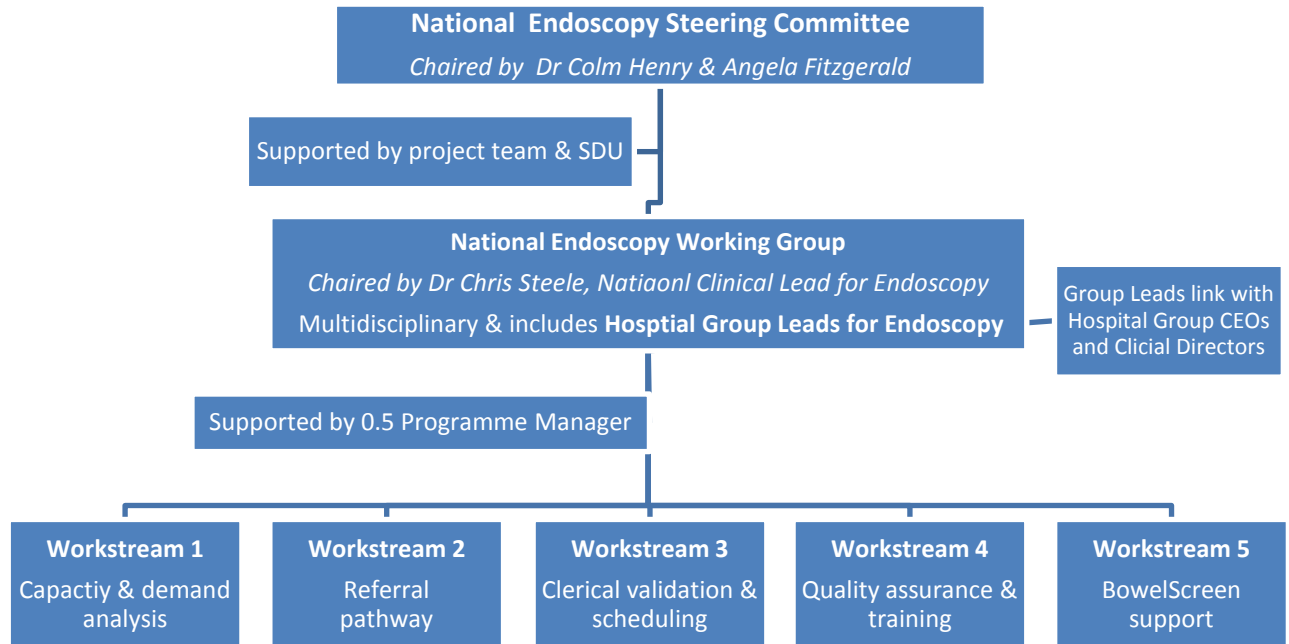 National Endoscopy Steering Committee
Chaired by Dr Colm Henry & Angela Fitzgerald
Supported by project team & SDU
National Endoscopy Working Group
Chaired by Dr Chris Steele, Natiaonl Clinical Lead for Endoscopy
Multidisciplinary & includes Hosptial Group Leads for Endoscopy
Group Leads link with
Hospital Group CEOs
and Clicial Directors
Supported by 0.5 Programme Manager
Workstream 1
Capactiy & demand
analysis
Workstream 2
Referral
pathway
Workstream 3
Clerical validation &
scheduling
Workstream 4
Quality assurance &
training
Workstream 5
BowelScreen
support